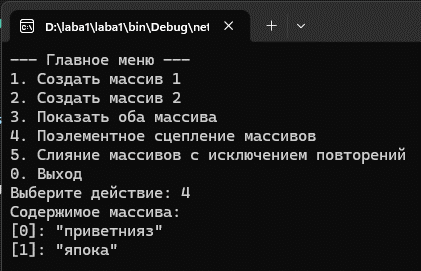 D:\laba1\laba1\bin\Debug\net
--- Главное меню ---
1. Создать массив 1
2. Создать массив 2
3. Показать оба массива
4. Поэлементное сцепление массивов
5. Слияние массивов с исключением повторений
0. Выход
Выберите действие: 4
Содержимое массива:
[0]: "приветнияз"
[1]: "япока"